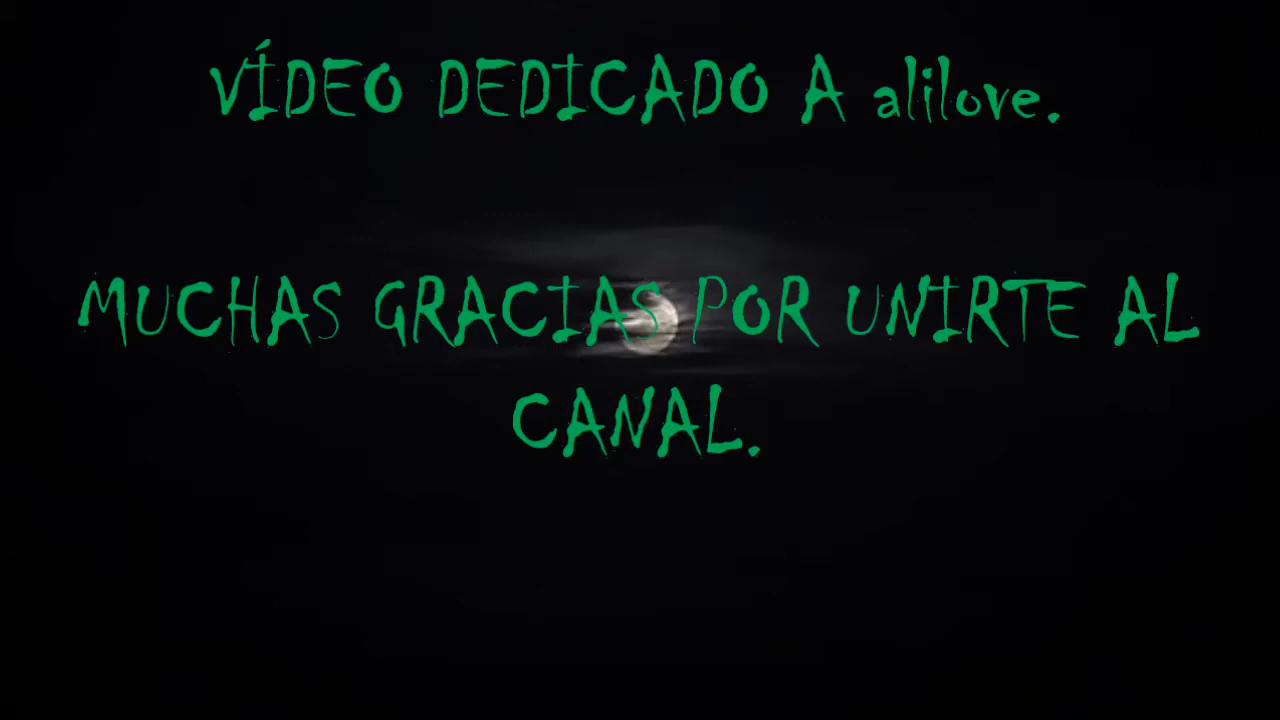 VÍDEO DEDICADO A alilove.
MUCHAS GRACIAS POR UNIRTE AL
CANAL.